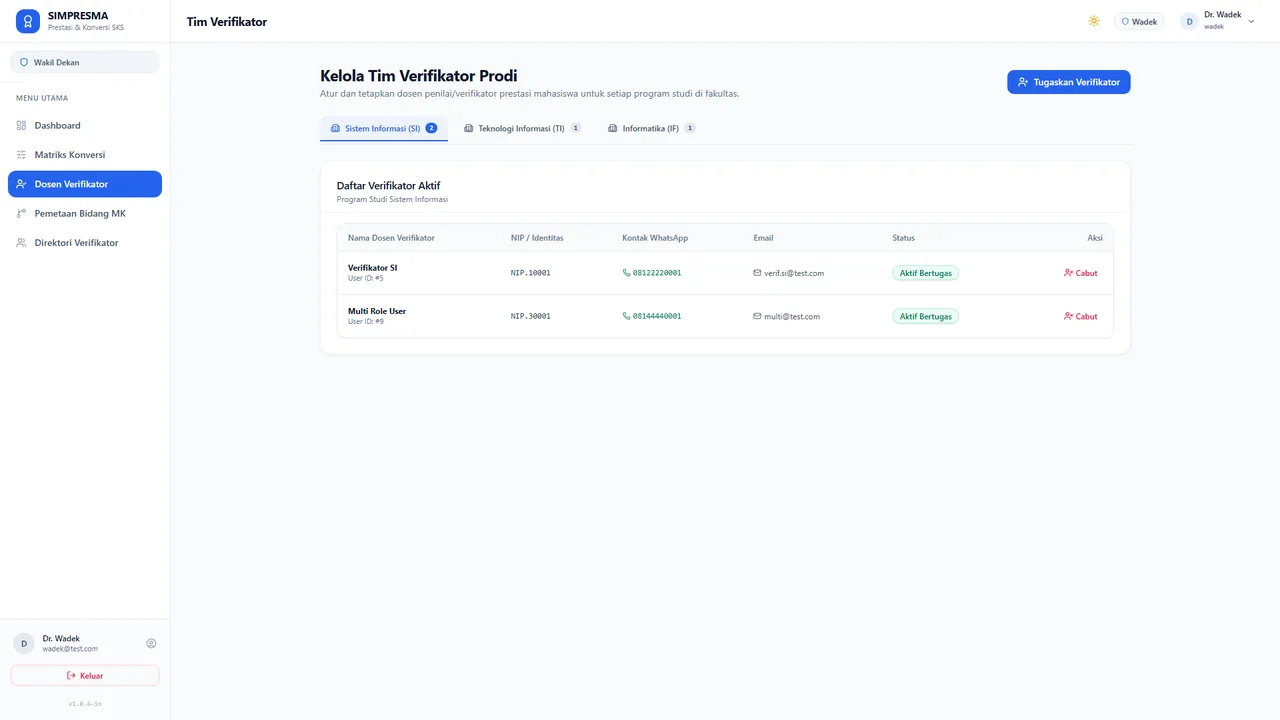 SIMPRESMA
Prestasi & Konversi SKS
Wakil Dekan
MENU UTAMA
Dashboard
Matriks Konversi
Dosen Verifikator
Pemetaan Bidang MK
Direktori Verifikator
D
Dr. Wadek
wadek@test.com
Keluar
v1.0.4-in
Tim Verifikator
Wadek
D
Dr. Wadek
wadek
Kelola Tim Verifikator Prodi
Atur dan tetapkan dosen penilai/verifikator prestasi mahasiswa untuk setiap program studi di fakultas.
Tugaskan Verifikator
Sistem Informasi (SI) 2
Teknologi Informasi (TI) 1
Informatika (IF) 1
Daftar Verifikator Aktif
Program Studi Sistem Informasi
Nama Dosen Verifikator NIP / Identitas Kontak WhatsApp Email Status Aksi
Verifikator SI
User ID: #5
NIP.10001 08122220001 verif.si@test.com Aktif Bertugas Cabut
Multi Role User
User ID: #9
NIP.30001 08144440001 multi@test.com Aktif Bertugas Cabut